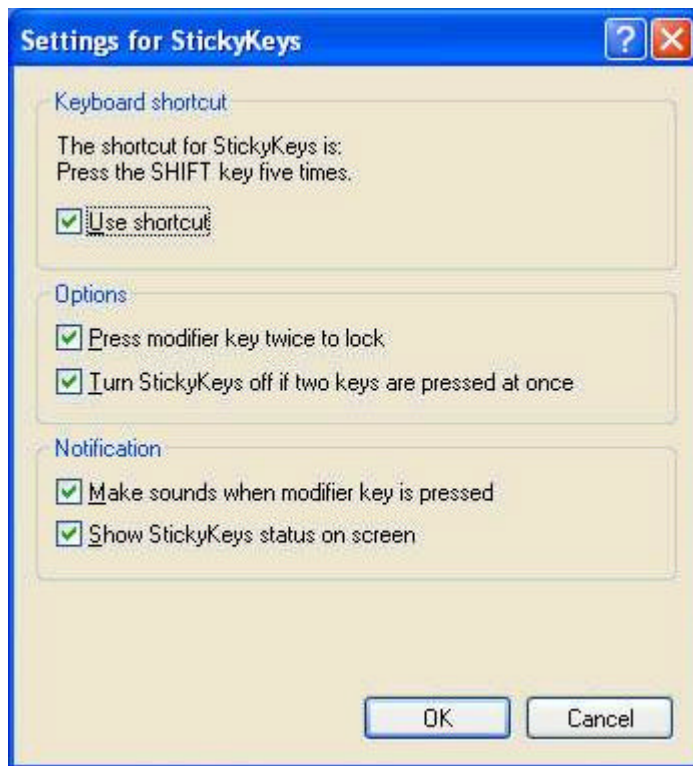 Settings for StickyKeys
Keyboard shortcut
The shortcut for StickyKeys is:
Press the SHIFT key five times.
Use shortcut
Options
Press modifier key twice to lock
Turn StickyKeys off if two keys are pressed at once
Notification
Make sounds when modifier key is pressed
Show StickyKeys status on screen
OK
Cancel